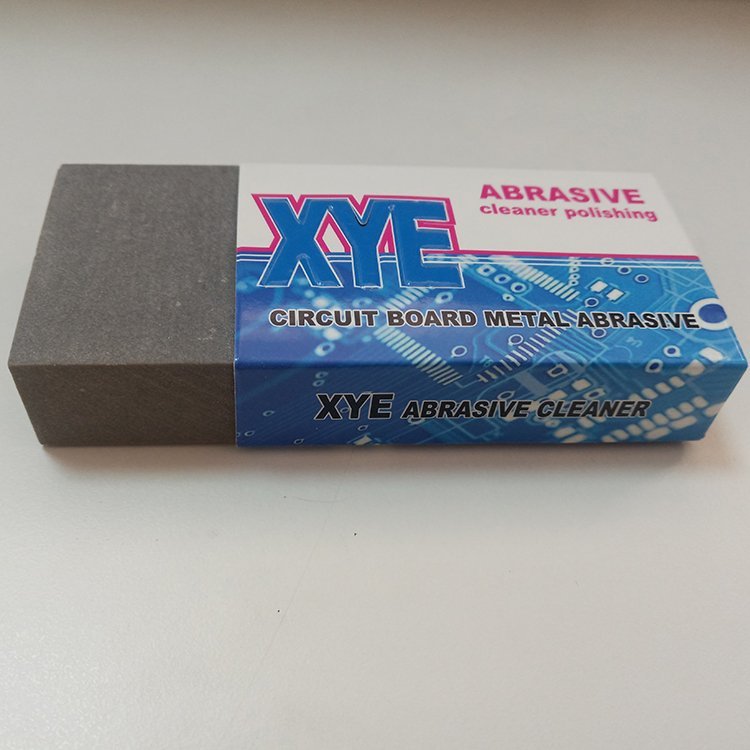 ABRASIVE
cleaner polishing
XYE
CIRCUIT BOARD METAL ABRASIVE
XYE ABRASIVE CLEANER